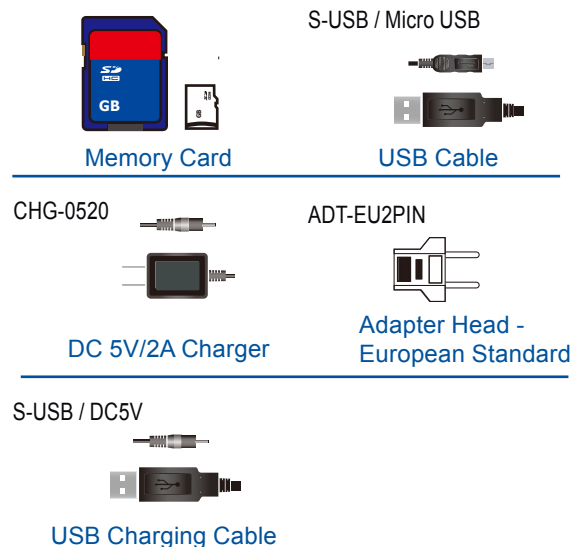 S-USB / Micro USB
SD
HC
GB
Memory Card
USB Cable
CHG-0520
ADT-EU2PIN
DC 5V/2A Charger
Adapter Head -
European Standard
S-USB / DC5V
USB Charging Cable